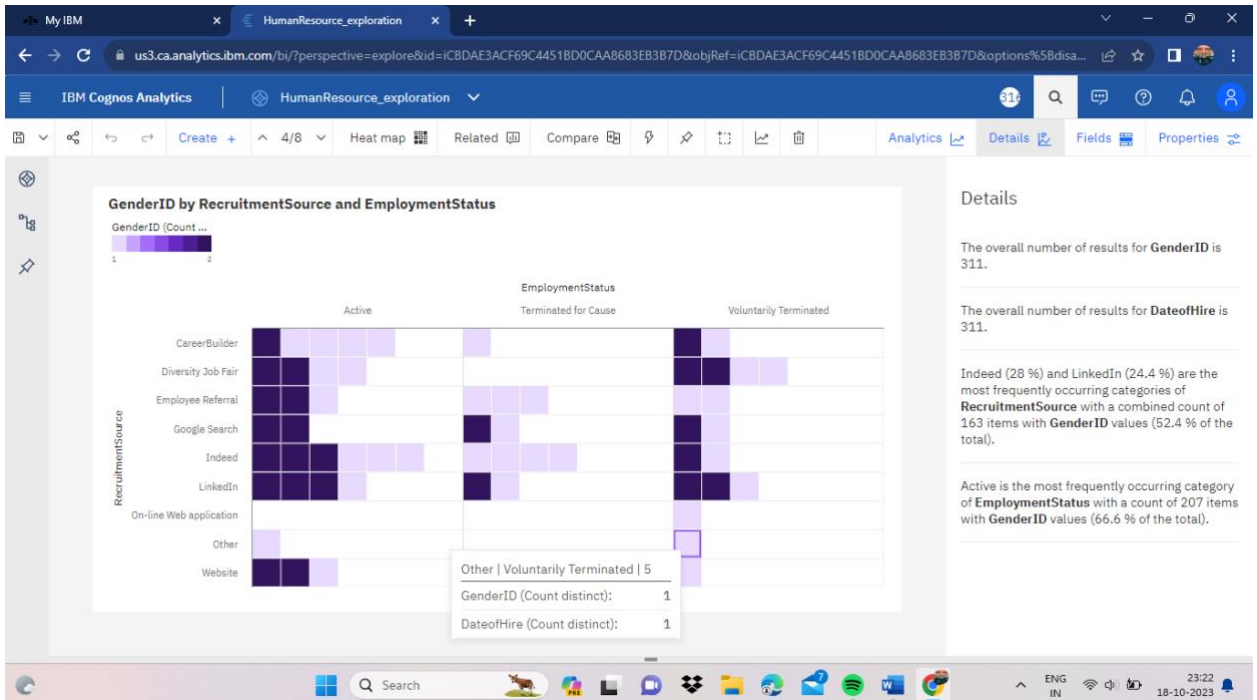 My IBM
HumanResource_exploration
us3.ca.analytics.ibm.com/bi/?perspective=explore&id=iCBDAE3ACF69C4451BD0CAA8683EB3B7D&objRef=iCBDAE3ACF69C4451BD0CAA8683EB3B7D&options%5Bdisa...
IBM Cognos Analytics
HumanResource_exploration
Create +
4/8
Heat map
Related
Compare
Analytics
Details
Fields
Properties
GenderID by RecruitmentSource and EmploymentStatus
GenderID (Count ...
1 2
EmploymentStatus
Active Terminated for Cause Voluntarily Terminated
RecruitmentSource
CareerBuilder
Diversity Job Fair
Employee Referral
Google Search
Indeed
LinkedIn
On-line Web application
Other
Website
Other | Voluntarily Terminated | 5
GenderID (Count distinct): 1
DateofHire (Count distinct): 1
Details
The overall number of results for GenderID is
311.
The overall number of results for DateofHire is
311.
Indeed (28 %) and LinkedIn (24.4 %) are the
most frequently occurring categories of
RecruitmentSource with a combined count of
163 items with GenderID values (52.4 % of the
total).
Active is the most frequently occurring category
of EmploymentStatus with a count of 207 items
with GenderID values (66.6 % of the total).
Search
ENG
IN
23:22
18-10-2023